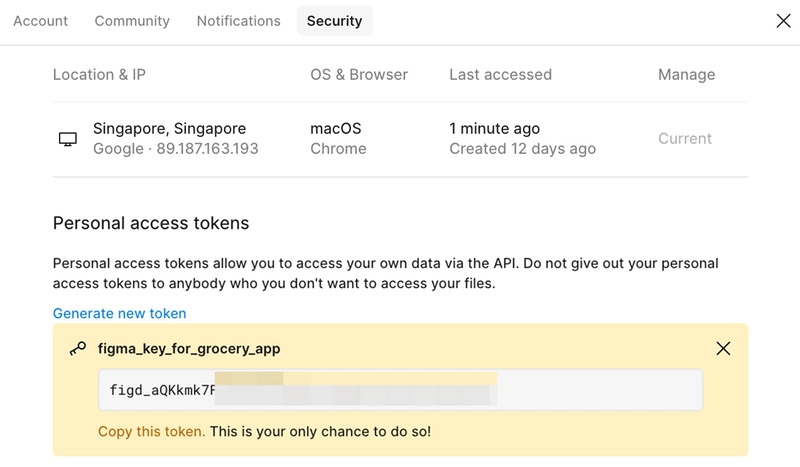 Account Community Notifications Security
Location & IP OS & Browser Last accessed Manage
Singapore, Singapore macOS 1 minute ago
Google · 89.187.163.193 Chrome Created 12 days ago Current
Personal access tokens
Personal access tokens allow you to access your own data via the API. Do not give out your personal
access tokens to anybody who you don't want to access your files.
Generate new token
figma_key_for_grocery_app
figd_aQKkmk7F
Copy this token. This is your only chance to do so!